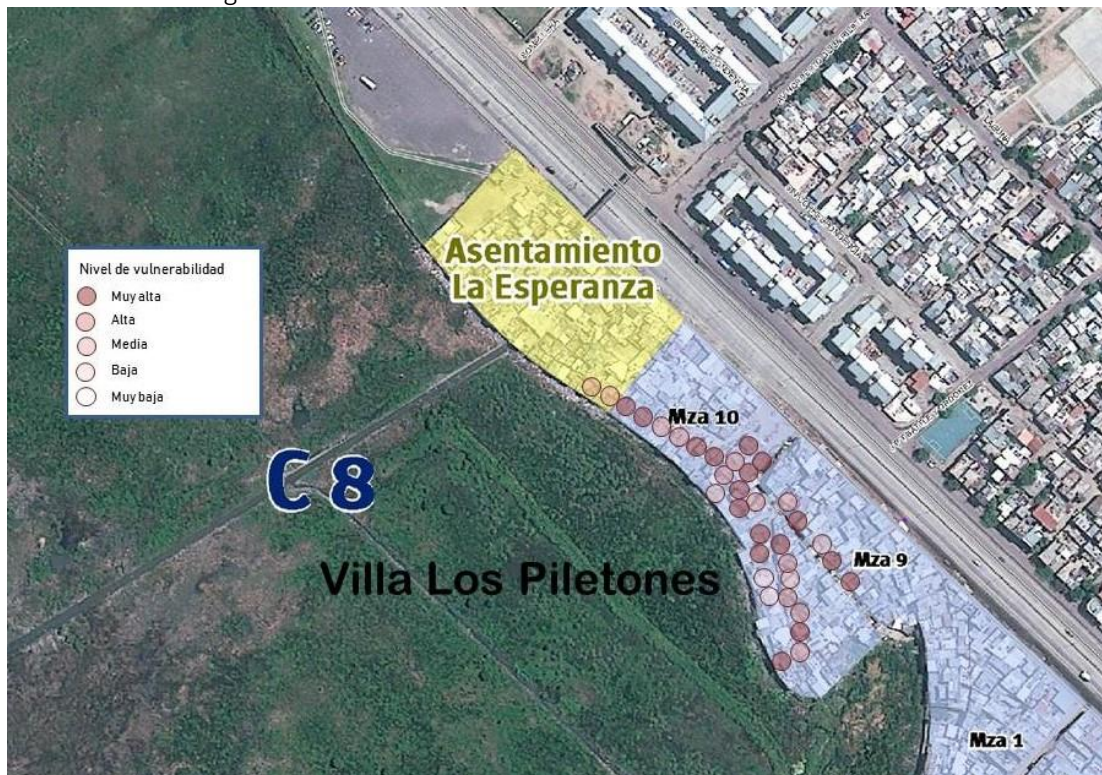 Asentamiento
La Esperanza
Nivel de vulnerabilidad
Muy alta
Alta
Media
Baja
Muy baja
Mza 10
C 8
Villa Los Piletones
Mza 9
Mza 1